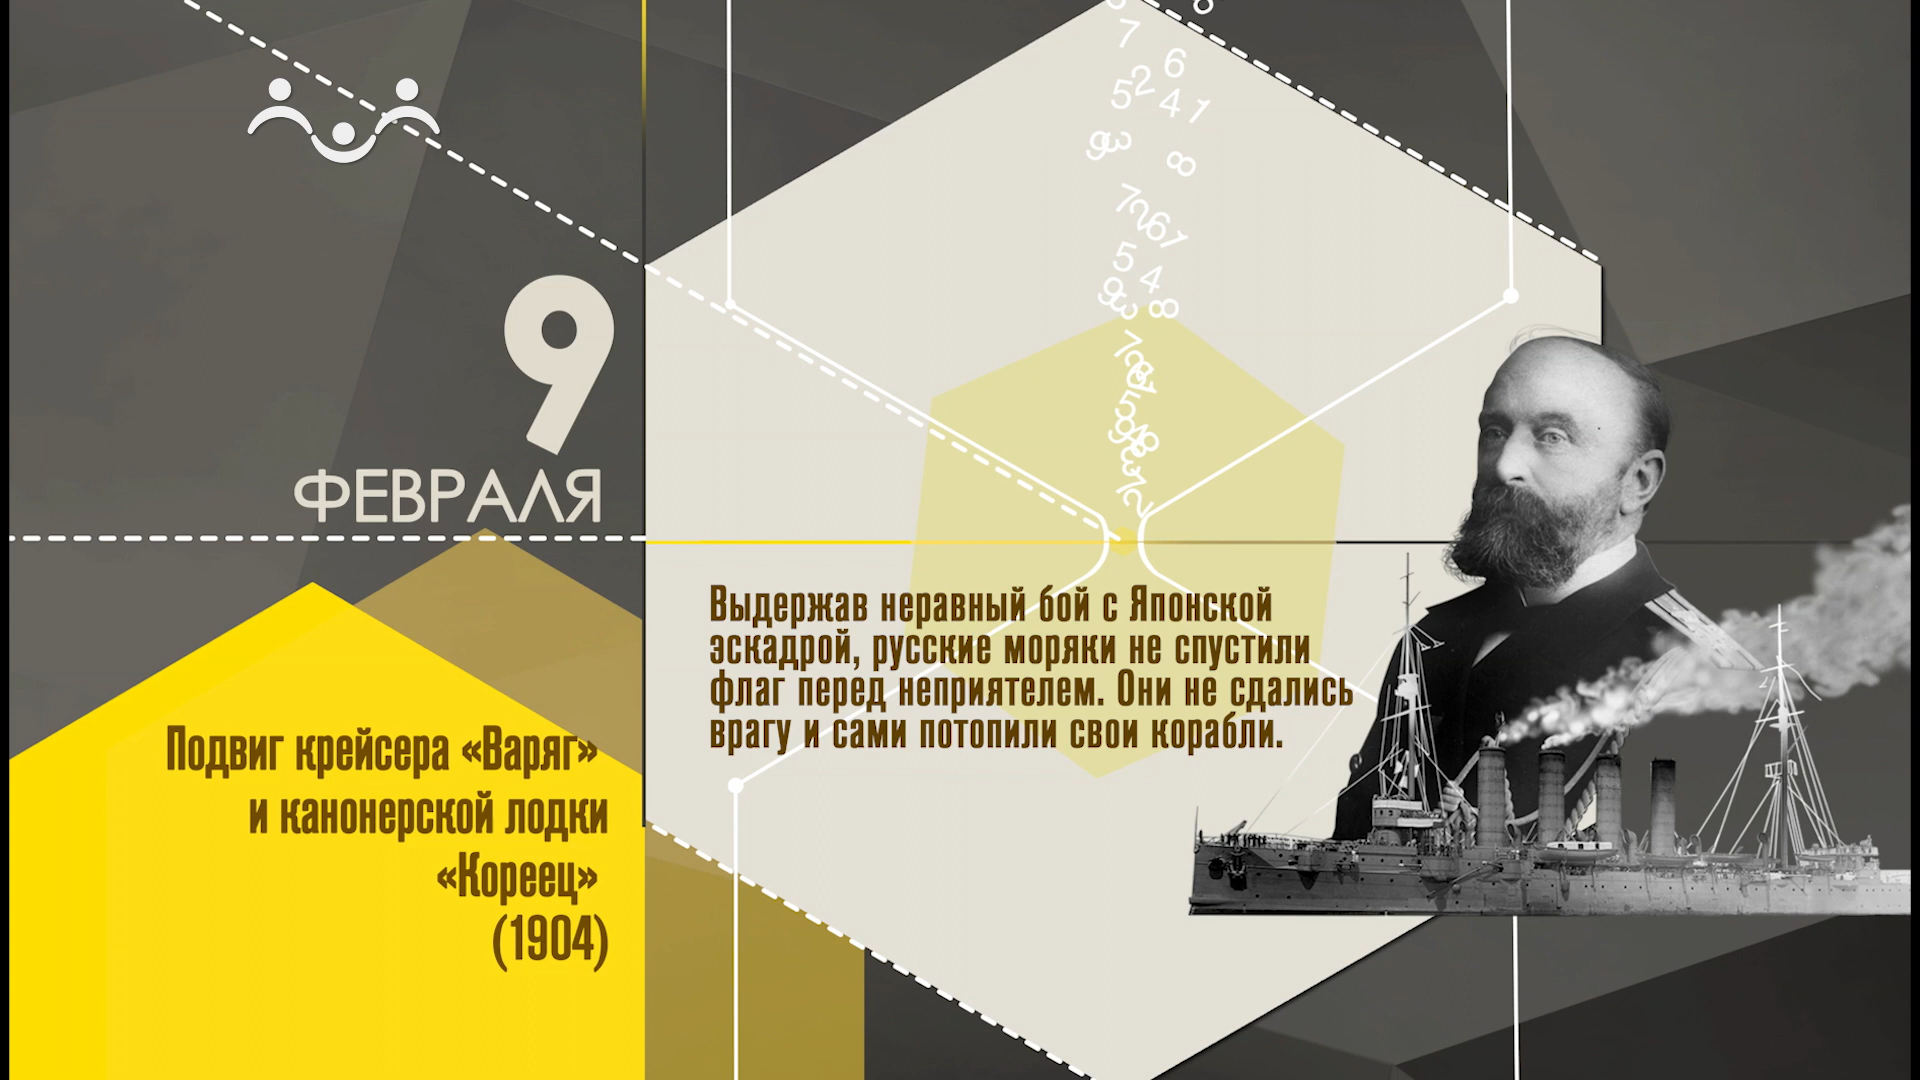 9
ФЕВРАЛЯ
Подвиг крейсера «Варяг»
и канонерской лодки
«Кореец»
(1904)
Выдержав неравный бой с Японской
эскадрой, русские моряки не спустили
флаг перед неприятелем. Они не сдались
врагу и сами потопили свои корабли.